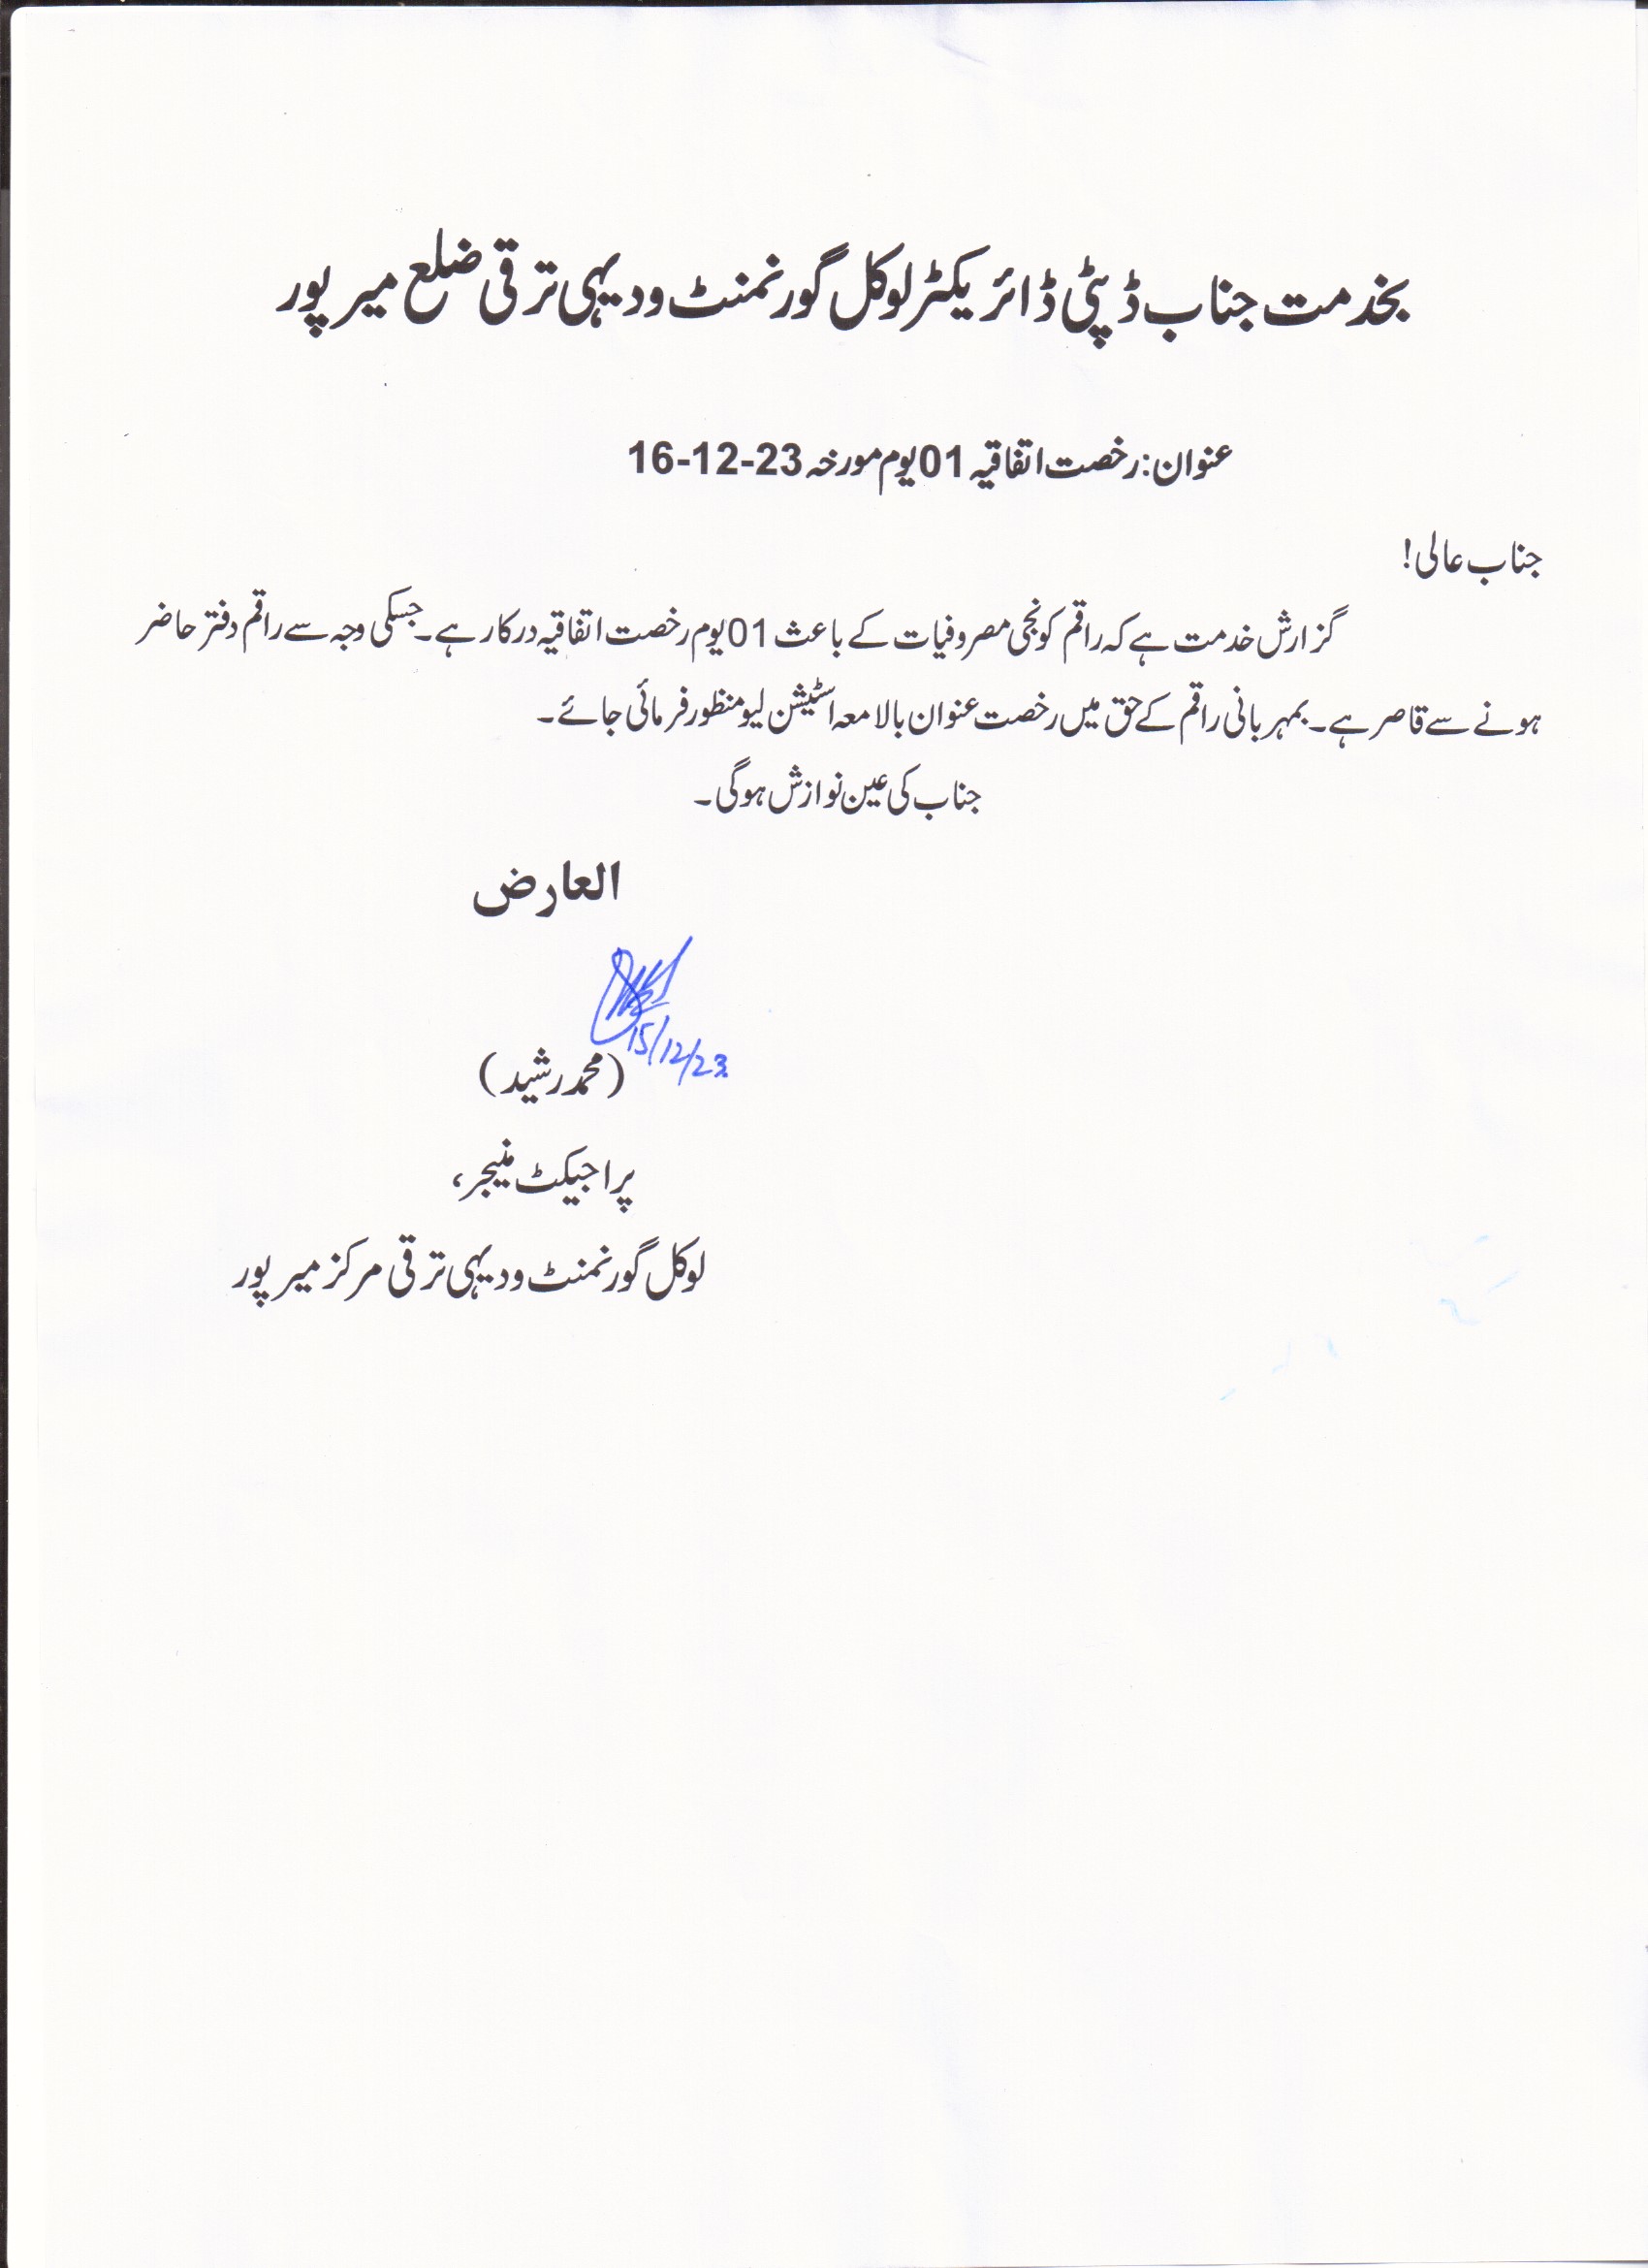 بخدمت جناب ڈپٹی ڈائریکٹر لوکل گورنمنٹ و دیہی ترقی ضلع میرپور
عنوان: رخصت اتفاقیہ 01 یوم مورخہ 16-12-23
جناب عالی!
گزارش خدمت ہے کہ راقم کو نجی مصروفیات کے باعث 01 یوم رخصت اتفاقیہ درکار ہے۔ جسکی وجہ سے راقم دفتر حاضر
ہونے سے قاصر ہے۔ بمہربانی راقم کے حق میں رخصت عنوان بالا معہ اسٹیشن لیو منظور فرمائی جائے۔
جناب کی عین نوازش ہوگی۔
العارض
15/12/23
(محمد رشید)
پراجیکٹ منیجر،
لوکل گورنمنٹ و دیہی ترقی مرکز میرپور